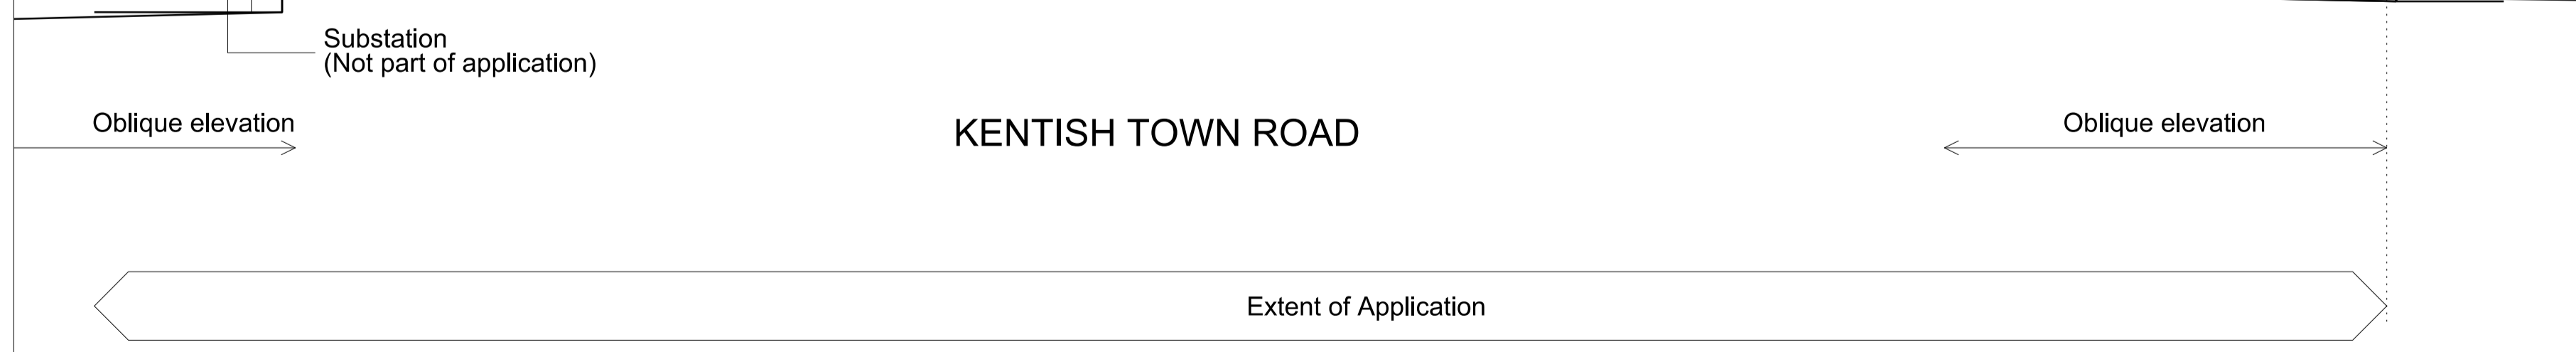 Substation
(Not part of application)
Oblique elevation
KENTISH TOWN ROAD
Oblique elevation
Extent of Application